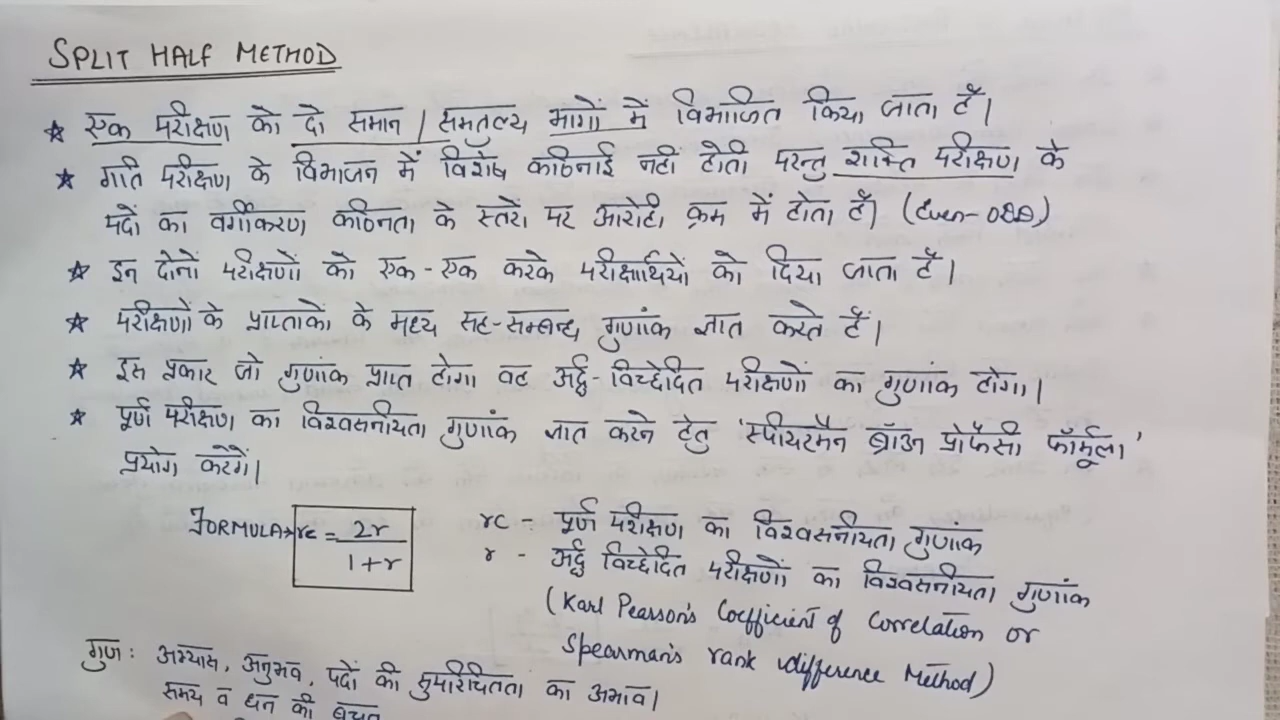 SPLIT HALF METHOD
☆ एक परीक्षण को दो समान / समतुल्य भागों में विभाजित किया जाता है।
☆ गति परीक्षण के विभाजन में विशेष कठिनाई नहीं होती परन्तु शक्ति परीक्षण के
पदों का वर्गीकरण कठिनता के स्तरों पर आरोही क्रम में होता है। (Even-ODD)
☆ इन दोनों परीक्षणों को एक-एक करके परीक्षार्थियों को दिया जाता है।
☆ परीक्षणों के प्राप्ताकों के मध्य सह-सम्बन्ध गुणांक ज्ञात करते हैं।
☆ इस प्रकार जो गुणांक प्राप्त होगा वह अर्द्ध-विच्छेदित परीक्षणों का गुणांक होगा।
☆ पूर्ण परीक्षण का विश्वसनीयता गुणांक ज्ञात करने हेतु 'स्पीयरमैन ब्रॉउन प्रोफैसी फॉर्मूला'
प्रयोग करेगें।
FORMULA→ rc = 2r / 1+r
rc - पूर्ण परीक्षण का विश्वसनीयता गुणांक
r - अर्द्ध विच्छेदित परीक्षणों का विश्वसनीयता गुणांक
(Karl Pearson's Coefficient of Correlation or
Spearman's rank difference Method)
गुण: अभ्यास, अनुभव, पदों की सुपरिचितता का अभाव।
समय व धन की बचत